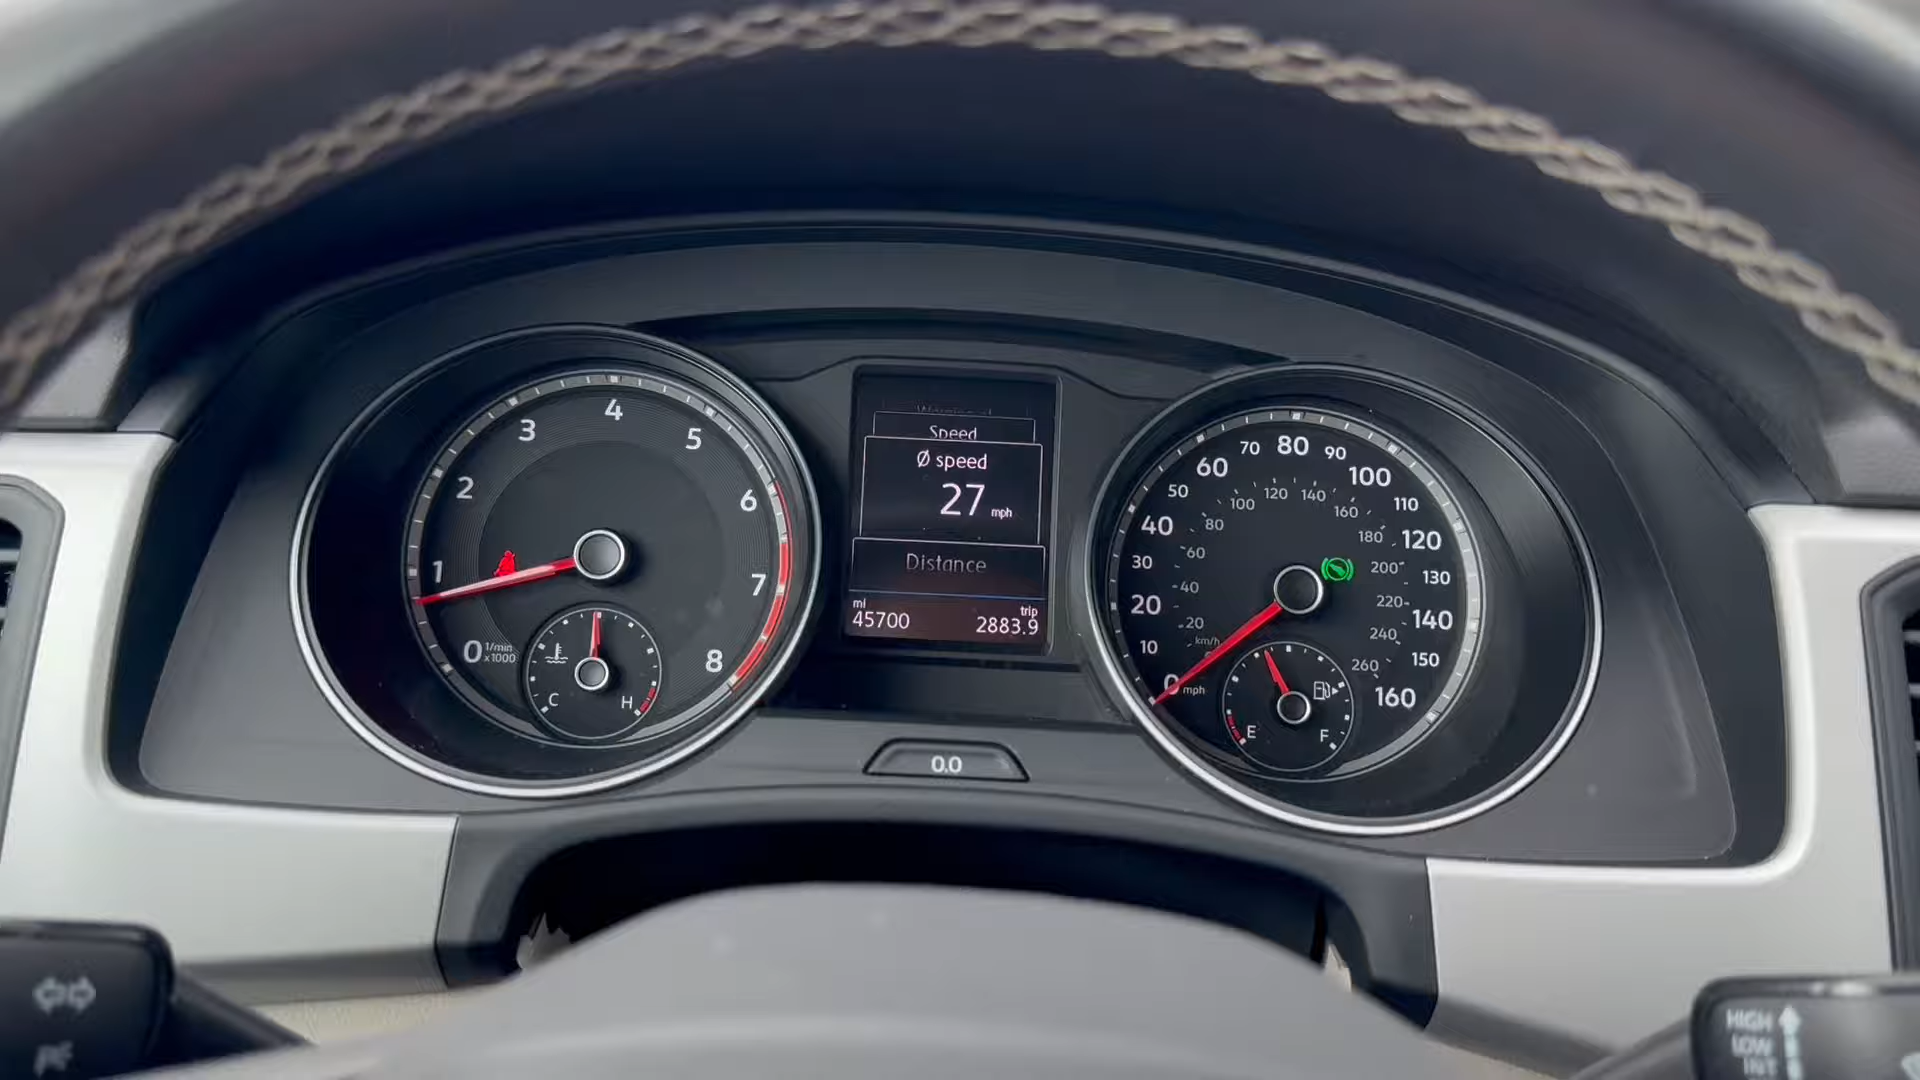 0
1
2
3
4
5
6
7
8
1/min
x1000
C
H
Speed
Ø speed
27 mph
Distance
mi
45700
trip
2883.9
0.0
0
mph
10
20
30
40
50
60
70
80
90
100
110
120
130
140
150
160
km/h
20
40
60
80
100
120
140
160
180
200
220
240
260
E
F
HIGH
LOW
INT